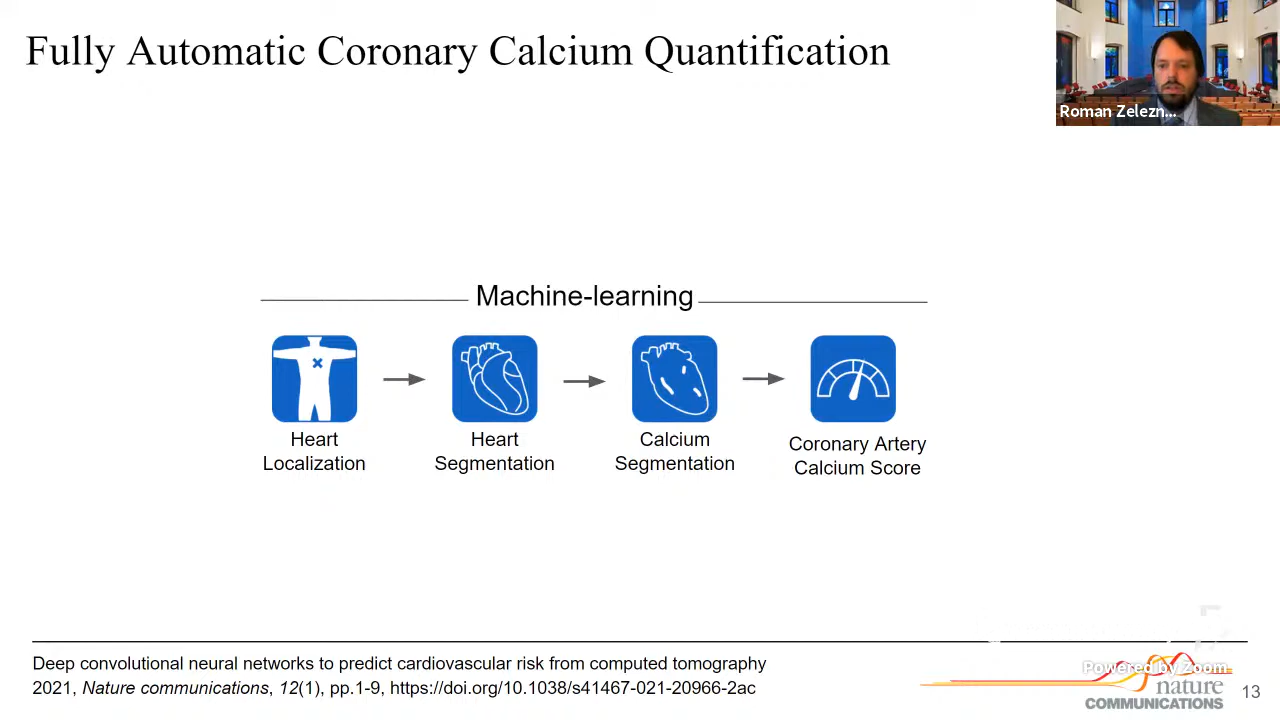 Fully Automatic Coronary Calcium Quantification
Roman Zelezn...
Machine-learning
Heart
Localization
Heart
Segmentation
Calcium
Segmentation
Coronary Artery
Calcium Score
Deep convolutional neural networks to predict cardiovascular risk from computed tomography
2021, Nature communications, 12(1), pp.1-9, https://doi.org/10.1038/s41467-021-20966-2ac
Powered by Zoom
nature
COMMUNICATIONS
13